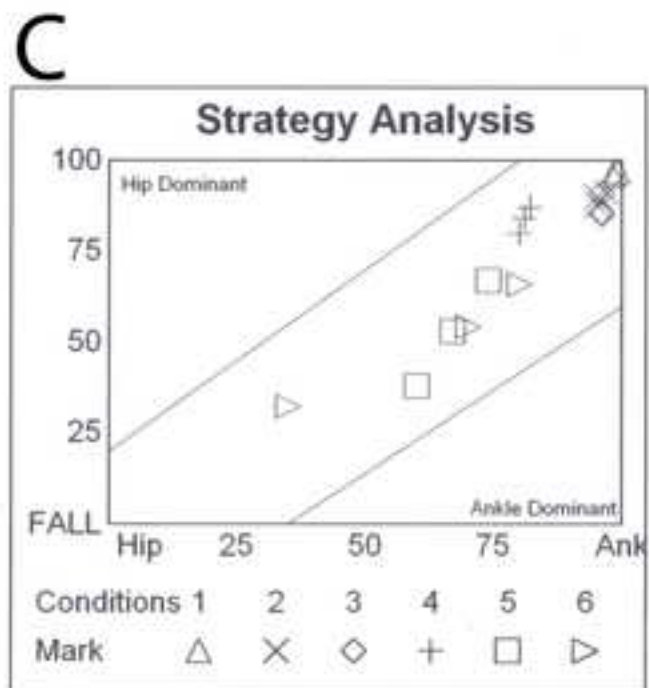 C
Strategy Analysis
100
Hip Dominant
75
50
25
Ankle Dominant
FALL
Hip 25 50 75 Ank
Conditions 1 2 3 4 5 6
Mark